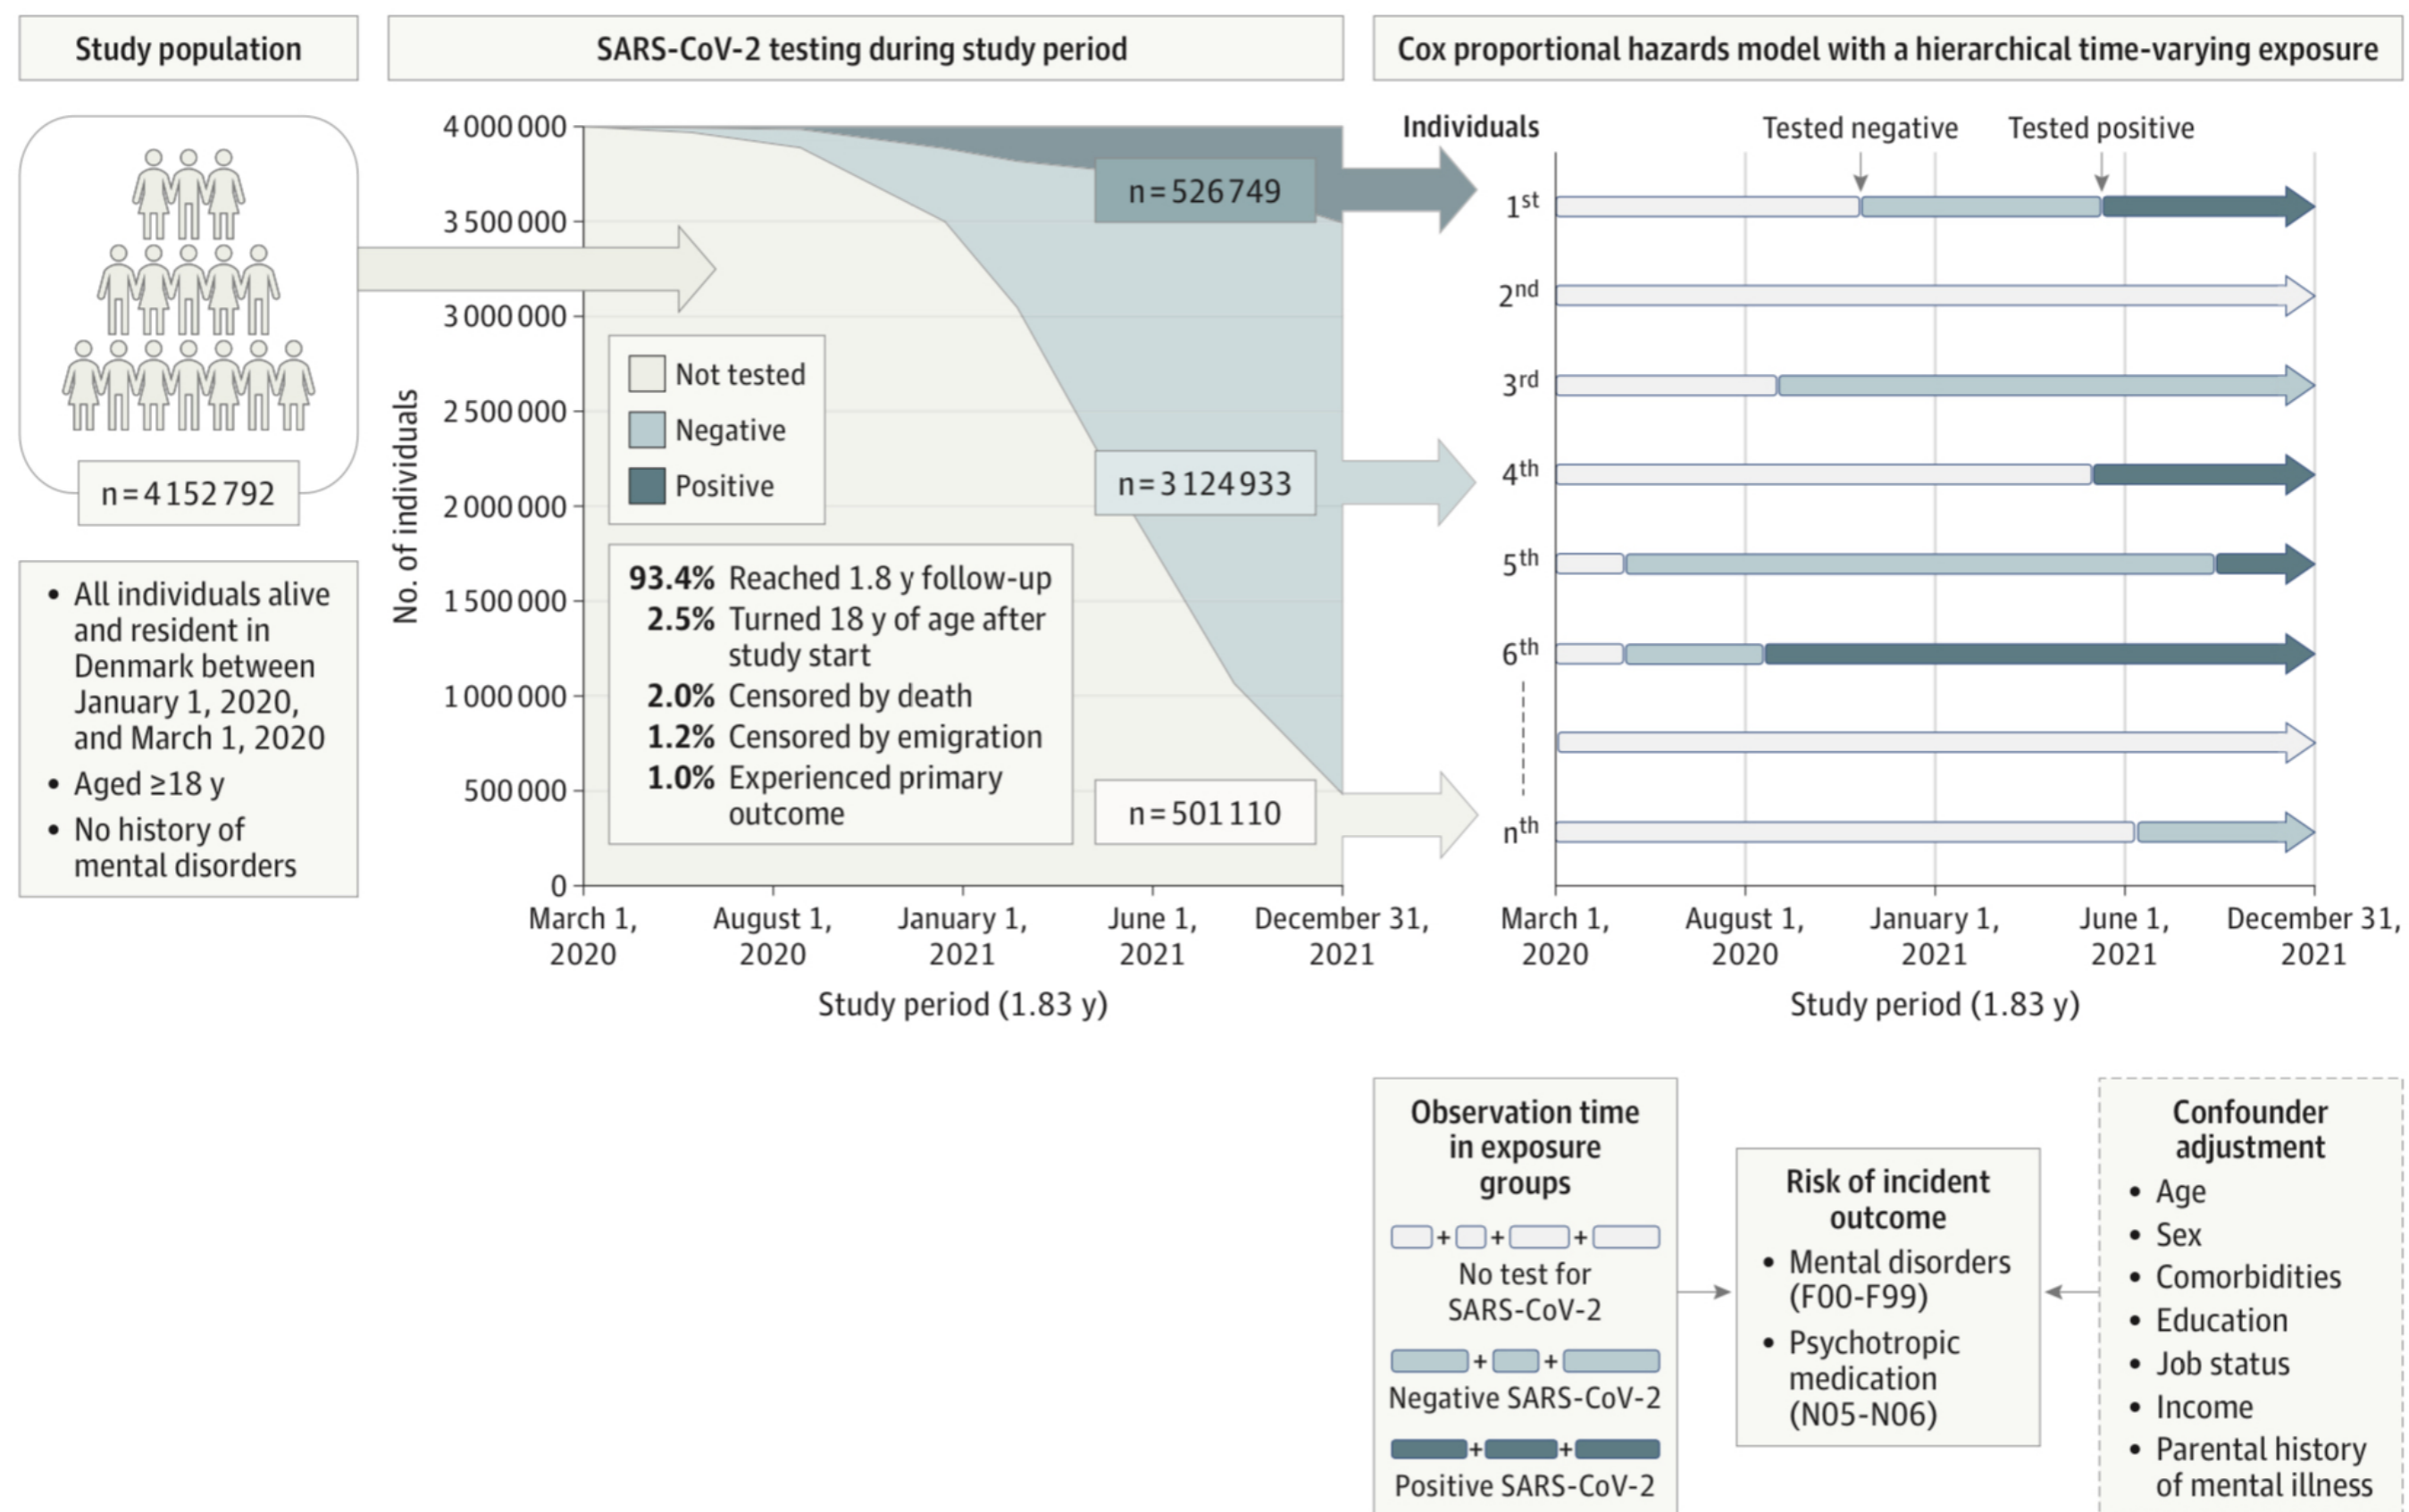 Study population
n=4 152 792
• All individuals alive
and resident in
Denmark between
January 1, 2020,
and March 1, 2020
• Aged ≥18 y
• No history of
mental disorders
SARS-CoV-2 testing during study period
No. of individuals
4 000 000
3 500 000
3 000 000
2 500 000
2 000 000
1 500 000
1 000 000
500 000
0
Not tested
Negative
Positive
93.4% Reached 1.8 y follow-up
2.5% Turned 18 y of age after
study start
2.0% Censored by death
1.2% Censored by emigration
1.0% Experienced primary
outcome
n=526 749
n=3 124 933
n=501 110
March 1,
2020
August 1,
2020
January 1,
2021
June 1,
2021
December 31,
2021
Study period (1.83 y)
Cox proportional hazards model with a hierarchical time-varying exposure
Individuals
Tested negative
Tested positive
1st
2nd
3rd
4th
5th
6th
nth
March 1,
2020
August 1,
2020
January 1,
2021
June 1,
2021
December 31,
2021
Study period (1.83 y)
Observation time
in exposure
groups
+ + +
No test for
SARS-CoV-2
+ +
Negative SARS-CoV-2
+ +
Positive SARS-CoV-2
Risk of incident
outcome
• Mental disorders
(F00-F99)
• Psychotropic
medication
(N05-N06)
Confounder
adjustment
• Age
• Sex
• Comorbidities
• Education
• Job status
• Income
• Parental history
of mental illness